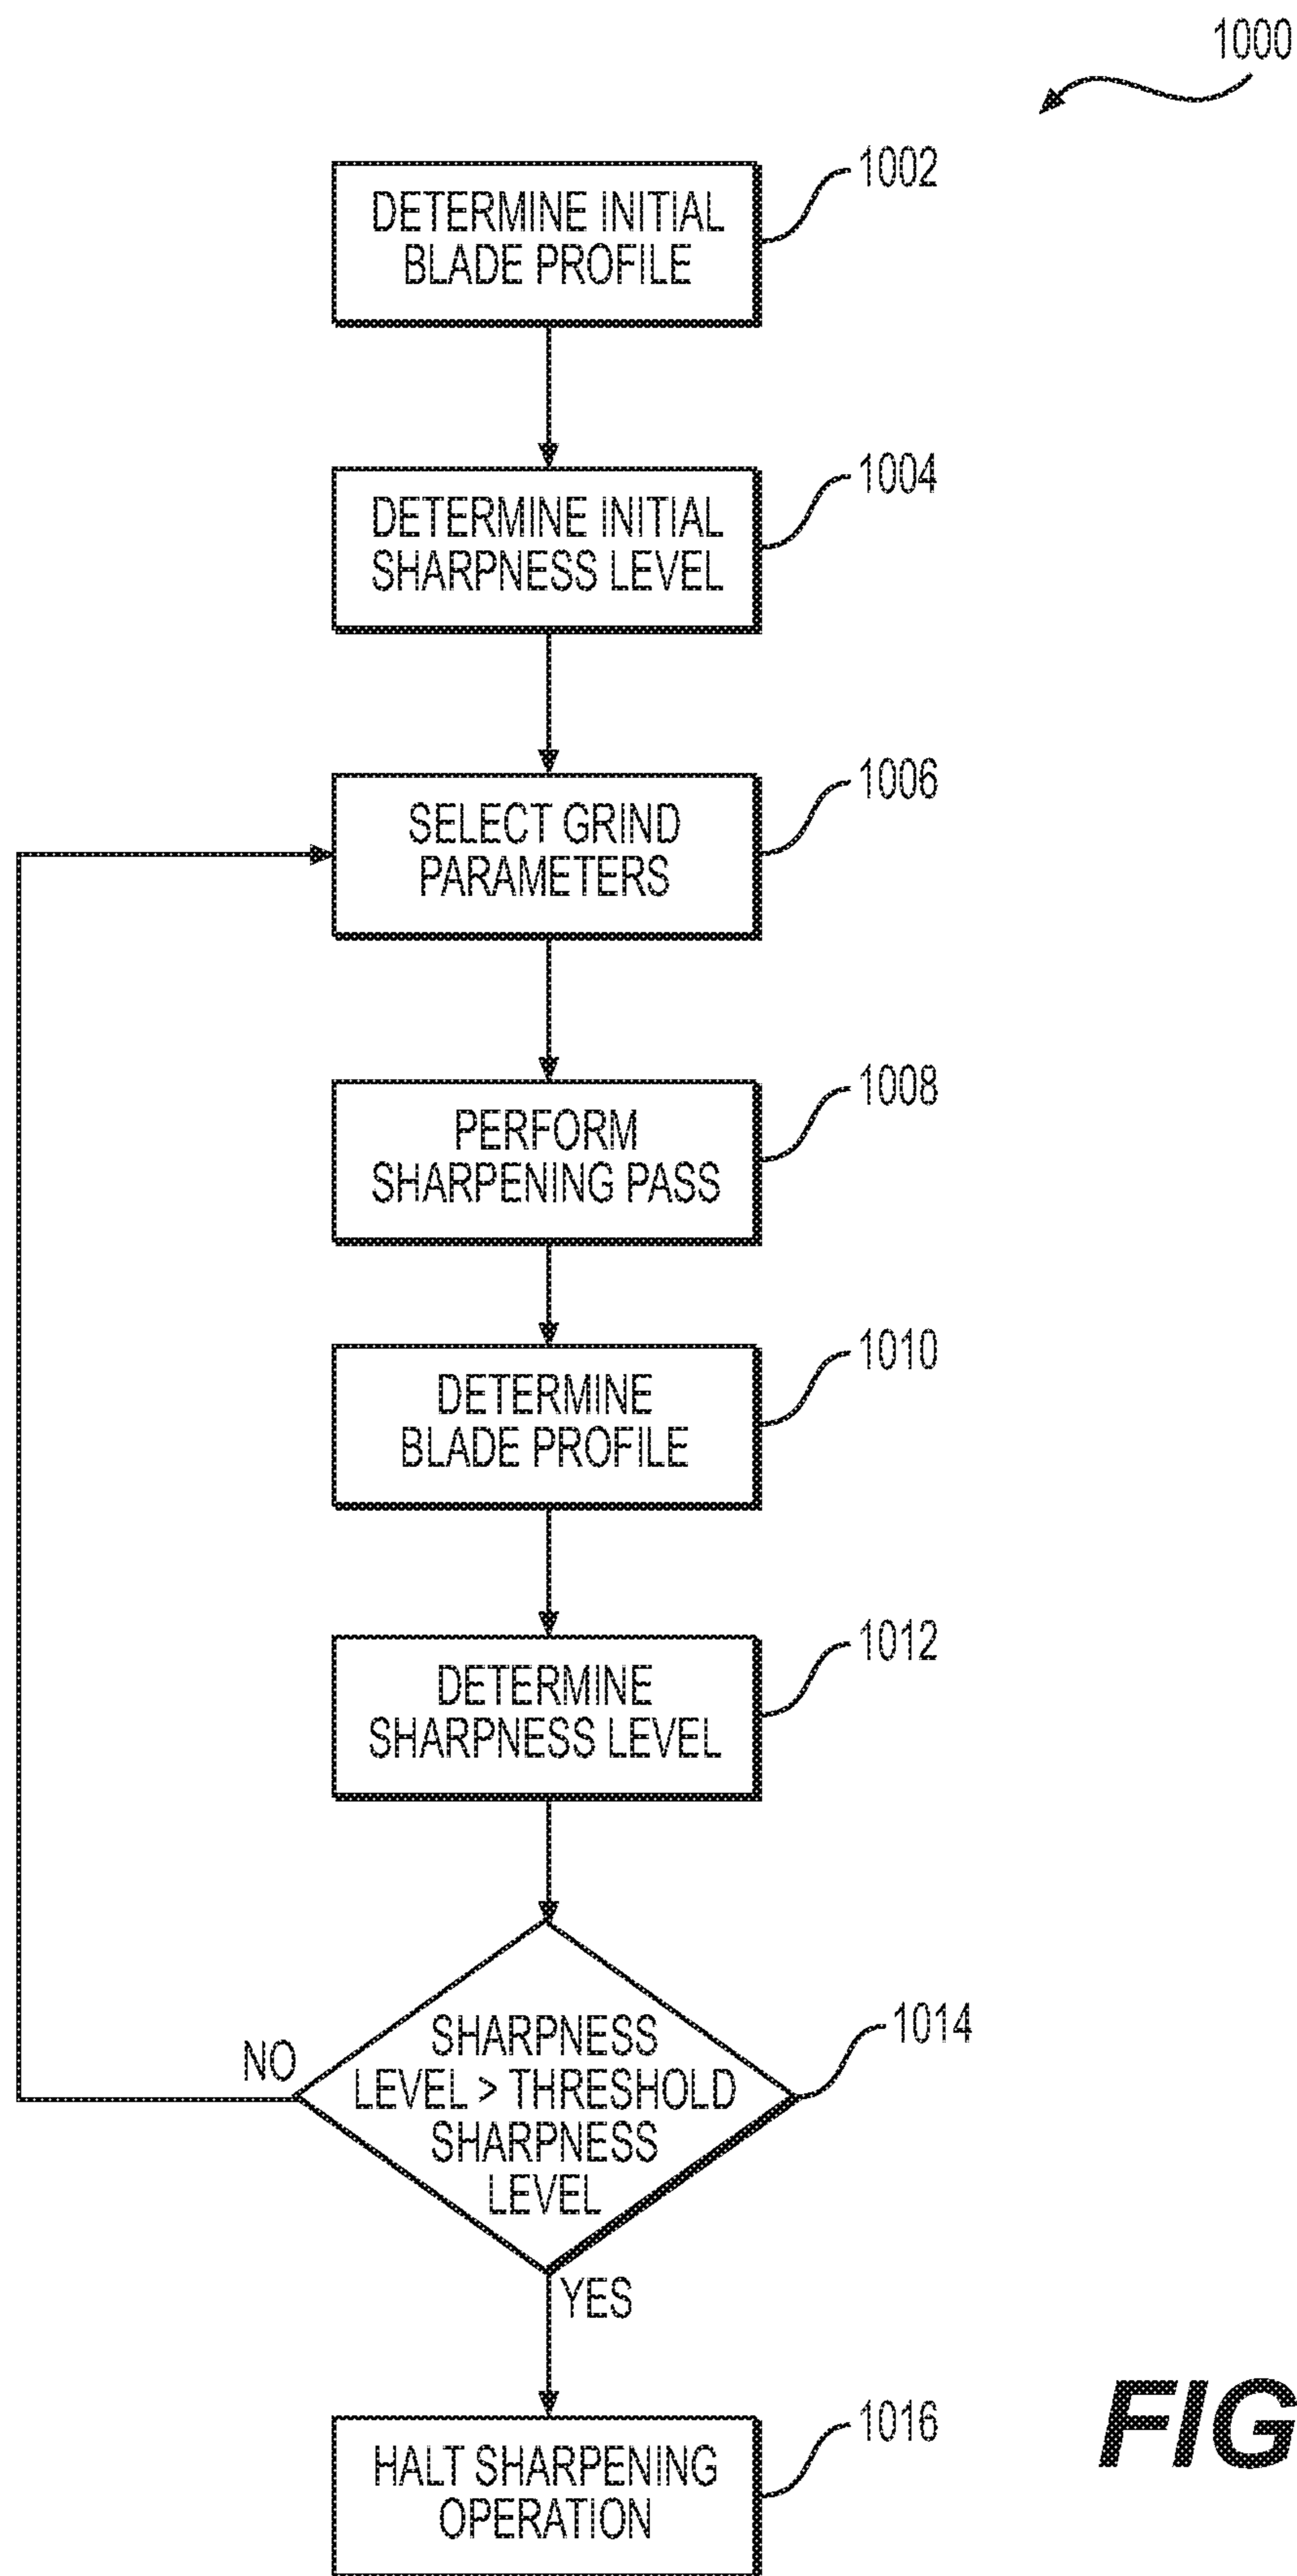 1000
DETERMINE INITIAL
BLADE PROFILE
1002
DETERMINE INITIAL
SHARPNESS LEVEL
1004
SELECT GRIND
PARAMETERS
1006
PERFORM
SHARPENING PASS
1008
DETERMINE
BLADE PROFILE
1010
DETERMINE
SHARPNESS LEVEL
1012
SHARPNESS
LEVEL > THRESHOLD
SHARPNESS
LEVEL
1014
NO
YES
HALT SHARPENING
OPERATION
1016
FIG